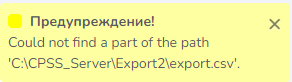 Предупреждение!
Could not find a part of the path
'C:\CPSS_Server\Export2\export.csv'.